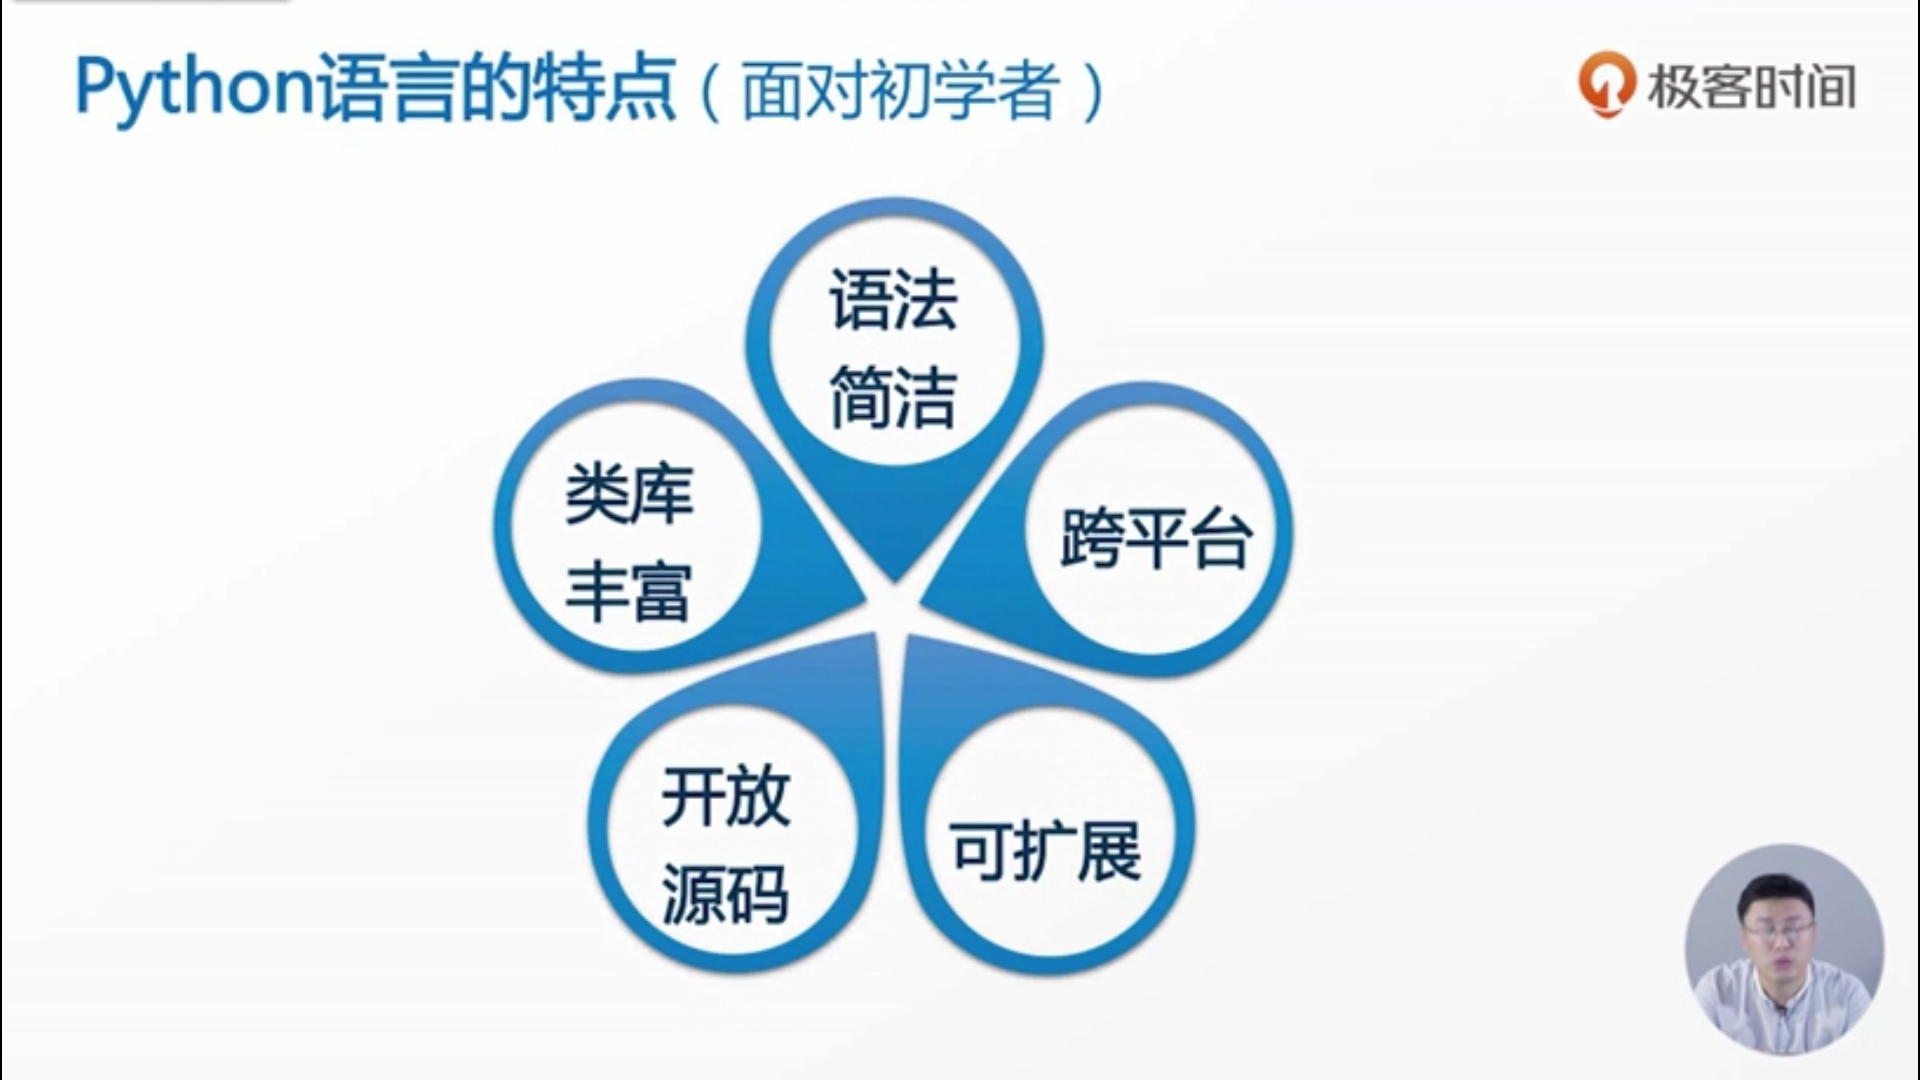 Python语言的特点（面对初学者）
极客时间
语法
简洁
类库
丰富
跨平台
开放
源码
可扩展